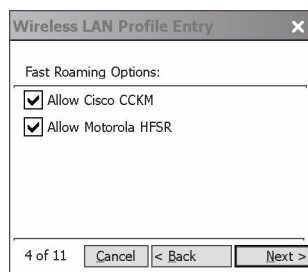 Wireless LAN Profile Entry
Fast Roaming Options:
Allow Cisco CCKM
Allow Motorola HFSR
4 of 11 Cancel < Back Next >